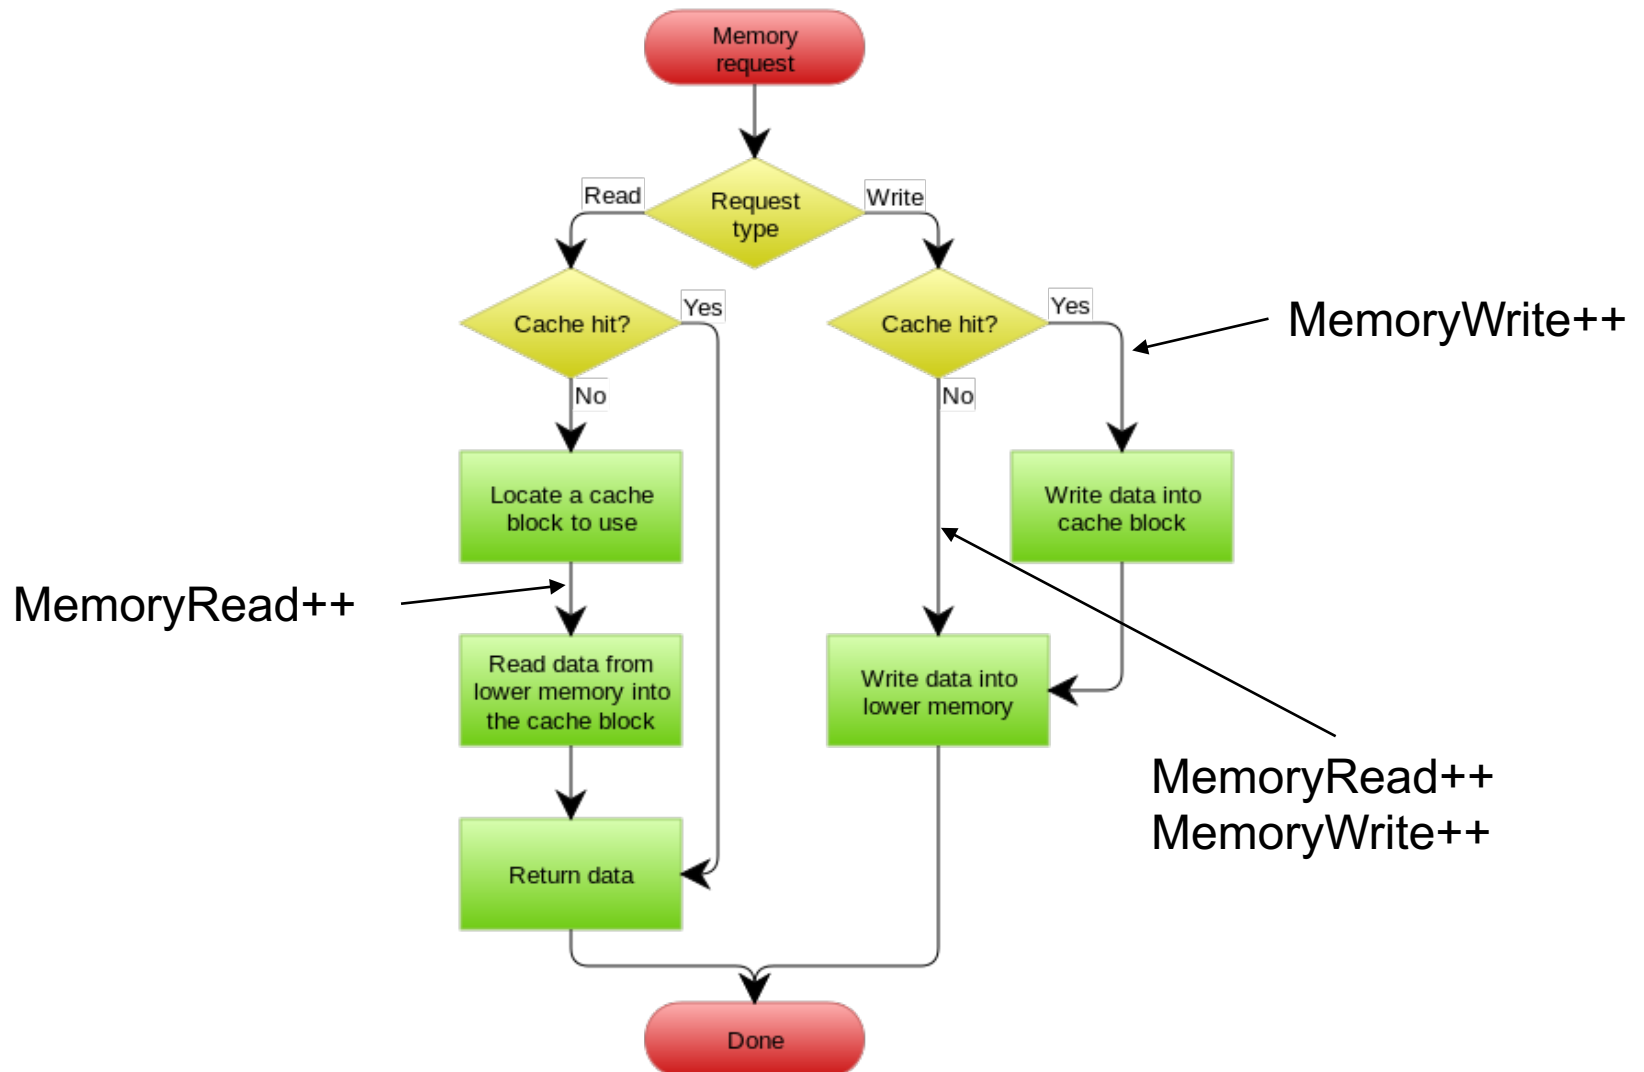 Memory
request
Request
type
Read
Write
Cache hit?
Yes
No
Cache hit?
Yes
No
MemoryWrite++
Locate a cache
block to use
Write data into
cache block
MemoryRead++
Read data from
lower memory into
the cache block
Write data into
lower memory
MemoryRead++
MemoryWrite++
Return data
Done